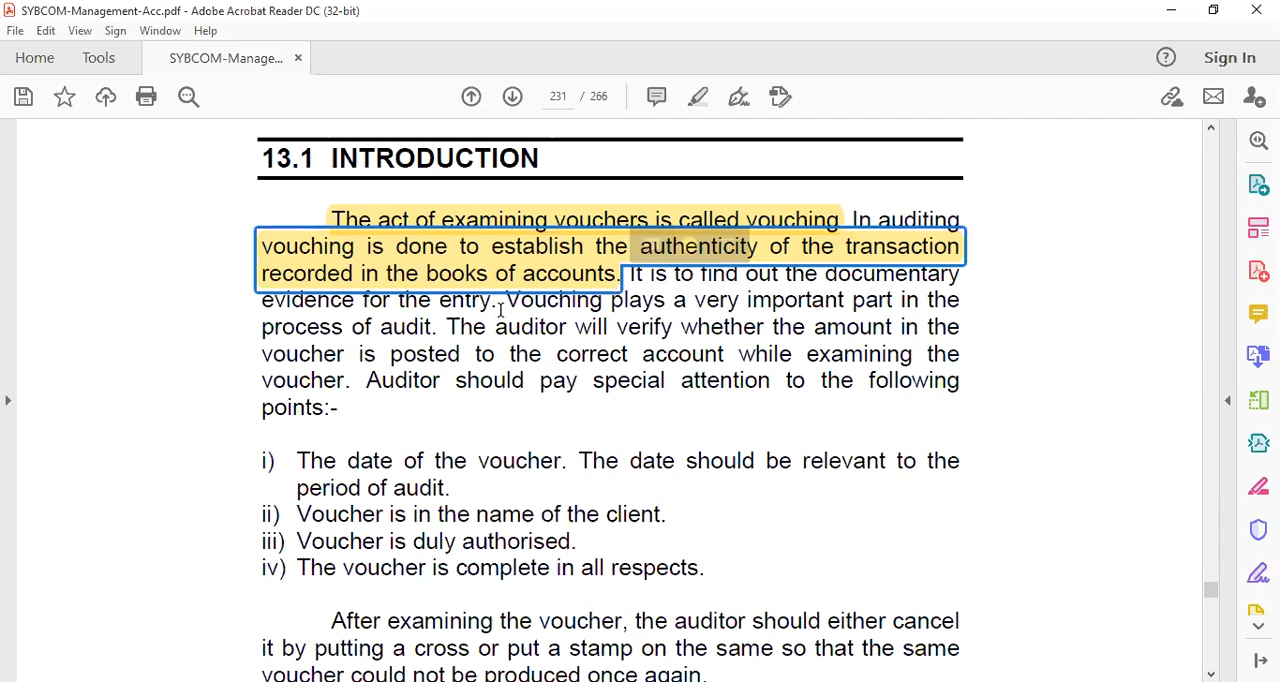 SYBCOM-Management-Acc.pdf - Adobe Acrobat Reader DC (32-bit)
File Edit View Sign Window Help
Home Tools SYBCOM-Manage... × Sign In
231 / 266
13.1 INTRODUCTION
The act of examining vouchers is called vouching In auditing
vouching is done to establish the authenticity of the transaction
recorded in the books of accounts. It is to find out the documentary
evidence for the entry. Vouching plays a very important part in the
process of audit. The auditor will verify whether the amount in the
voucher is posted to the correct account while examining the
voucher. Auditor should pay special attention to the following
points:-
i) The date of the voucher. The date should be relevant to the
period of audit.
ii) Voucher is in the name of the client.
iii) Voucher is duly authorised.
iv) The voucher is complete in all respects.
After examining the voucher, the auditor should either cancel
it by putting a cross or put a stamp on the same so that the same
voucher could not be produced once again.